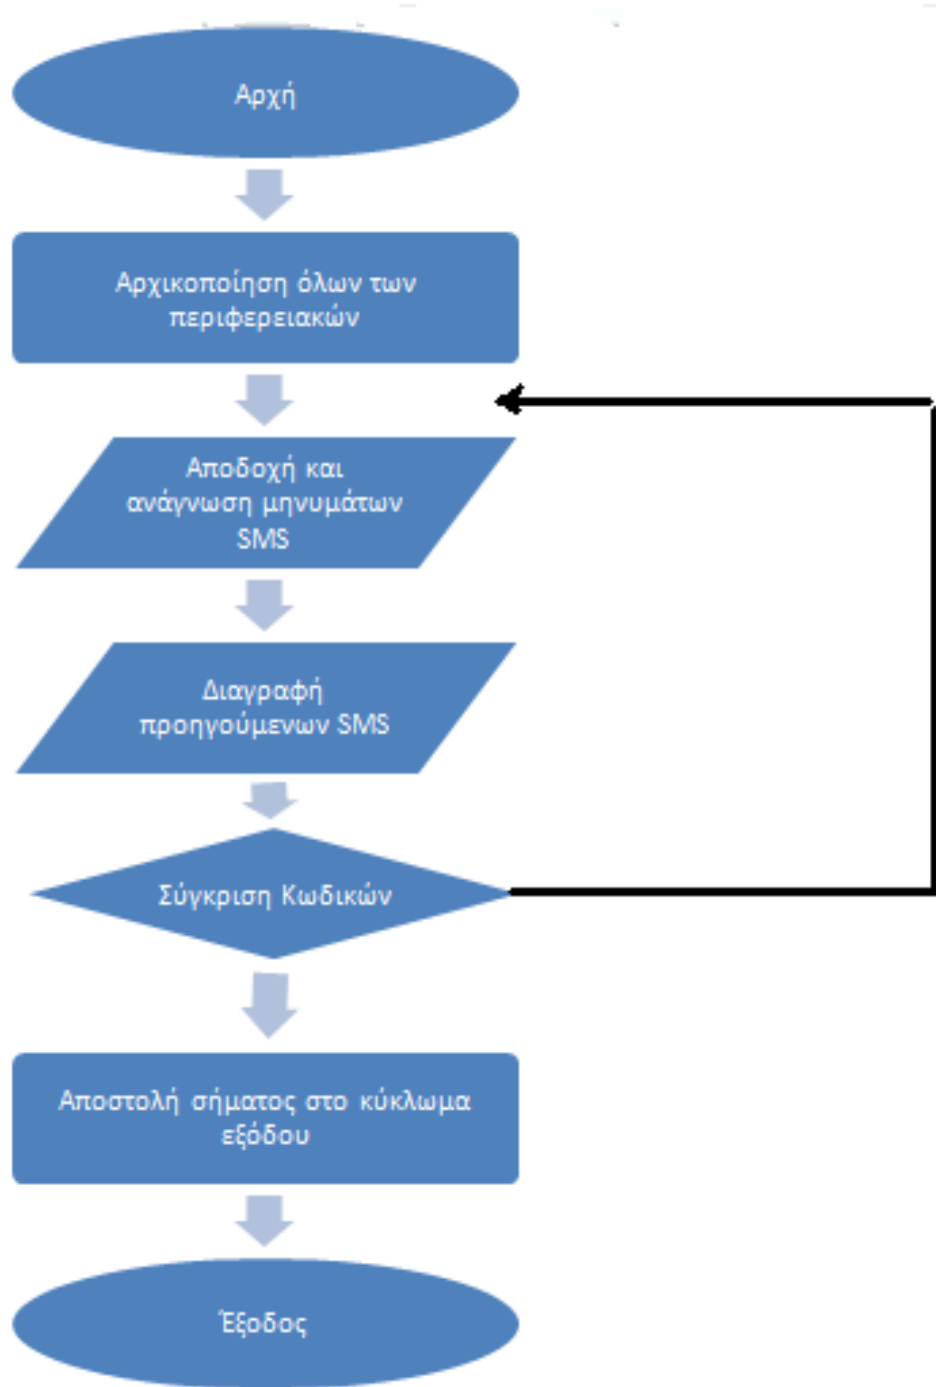 Αρχή
Αρχικοποίηση όλων των
περιφερειακών
Αποδοχή και
ανάγνωση μηνυμάτων
SMS
Διαγραφή
προηγούμενων SMS
Σύγκριση Κωδικών
Αποστολή σήματος στο κύκλωμα
εξόδου
Έξοδος